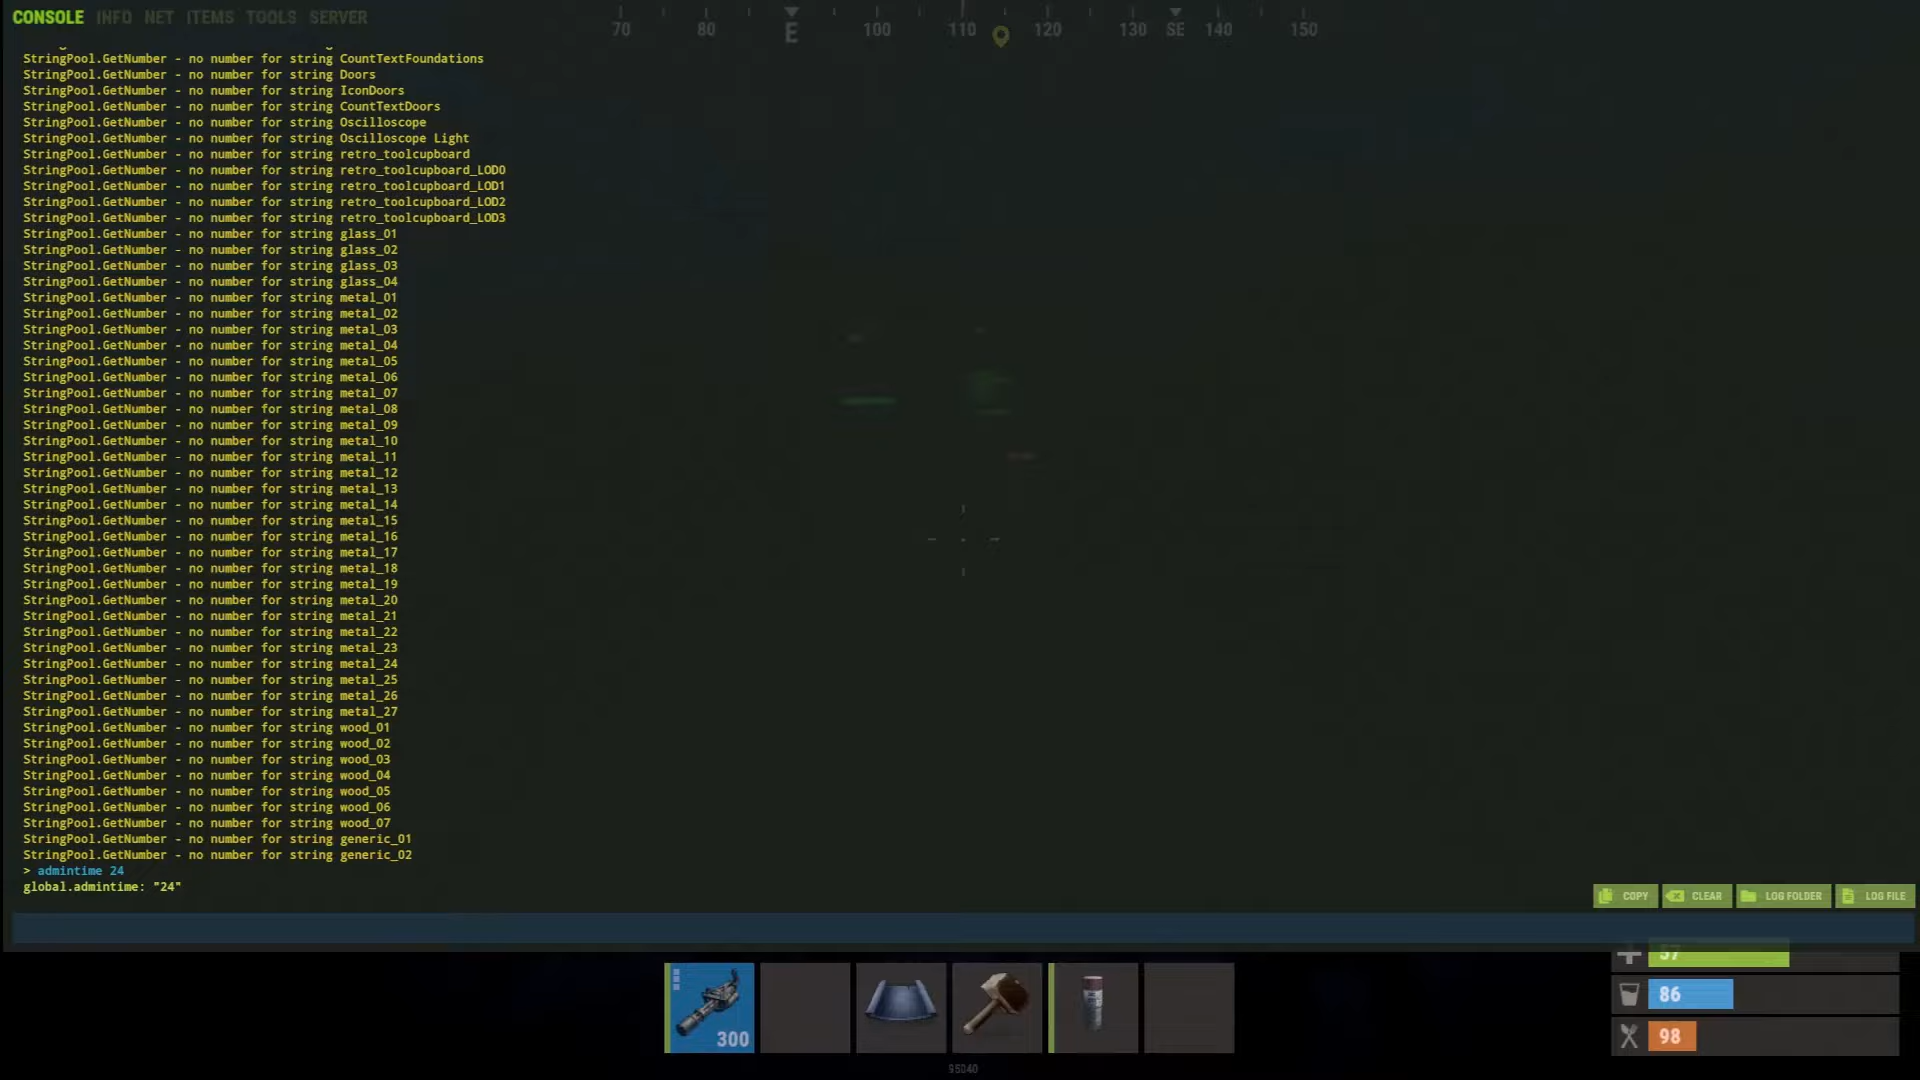 CONSOLE INFO NET ITEMS TOOLS SERVER
70 80 E 100 110 120 130 SE 140 150
StringPool.GetNumber - no number for string CountTextFoundations
StringPool.GetNumber - no number for string Doors
StringPool.GetNumber - no number for string IconDoors
StringPool.GetNumber - no number for string CountTextDoors
StringPool.GetNumber - no number for string Oscilloscope
StringPool.GetNumber - no number for string Oscilloscope Light
StringPool.GetNumber - no number for string retro_toolcupboard
StringPool.GetNumber - no number for string retro_toolcupboard_LOD0
StringPool.GetNumber - no number for string retro_toolcupboard_LOD1
StringPool.GetNumber - no number for string retro_toolcupboard_LOD2
StringPool.GetNumber - no number for string retro_toolcupboard_LOD3
StringPool.GetNumber - no number for string glass_01
StringPool.GetNumber - no number for string glass_02
StringPool.GetNumber - no number for string glass_03
StringPool.GetNumber - no number for string glass_04
StringPool.GetNumber - no number for string metal_01
StringPool.GetNumber - no number for string metal_02
StringPool.GetNumber - no number for string metal_03
StringPool.GetNumber - no number for string metal_04
StringPool.GetNumber - no number for string metal_05
StringPool.GetNumber - no number for string metal_06
StringPool.GetNumber - no number for string metal_07
StringPool.GetNumber - no number for string metal_08
StringPool.GetNumber - no number for string metal_09
StringPool.GetNumber - no number for string metal_10
StringPool.GetNumber - no number for string metal_11
StringPool.GetNumber - no number for string metal_12
StringPool.GetNumber - no number for string metal_13
StringPool.GetNumber - no number for string metal_14
StringPool.GetNumber - no number for string metal_15
StringPool.GetNumber - no number for string metal_16
StringPool.GetNumber - no number for string metal_17
StringPool.GetNumber - no number for string metal_18
StringPool.GetNumber - no number for string metal_19
StringPool.GetNumber - no number for string metal_20
StringPool.GetNumber - no number for string metal_21
StringPool.GetNumber - no number for string metal_22
StringPool.GetNumber - no number for string metal_23
StringPool.GetNumber - no number for string metal_24
StringPool.GetNumber - no number for string metal_25
StringPool.GetNumber - no number for string metal_26
StringPool.GetNumber - no number for string metal_27
StringPool.GetNumber - no number for string wood_01
StringPool.GetNumber - no number for string wood_02
StringPool.GetNumber - no number for string wood_03
StringPool.GetNumber - no number for string wood_04
StringPool.GetNumber - no number for string wood_05
StringPool.GetNumber - no number for string wood_06
StringPool.GetNumber - no number for string wood_07
StringPool.GetNumber - no number for string generic_01
StringPool.GetNumber - no number for string generic_02
> admintime 24
global.admintime: "24"
COPY CLEAR LOG FOLDER LOG FILE
57
86
300
98
95040